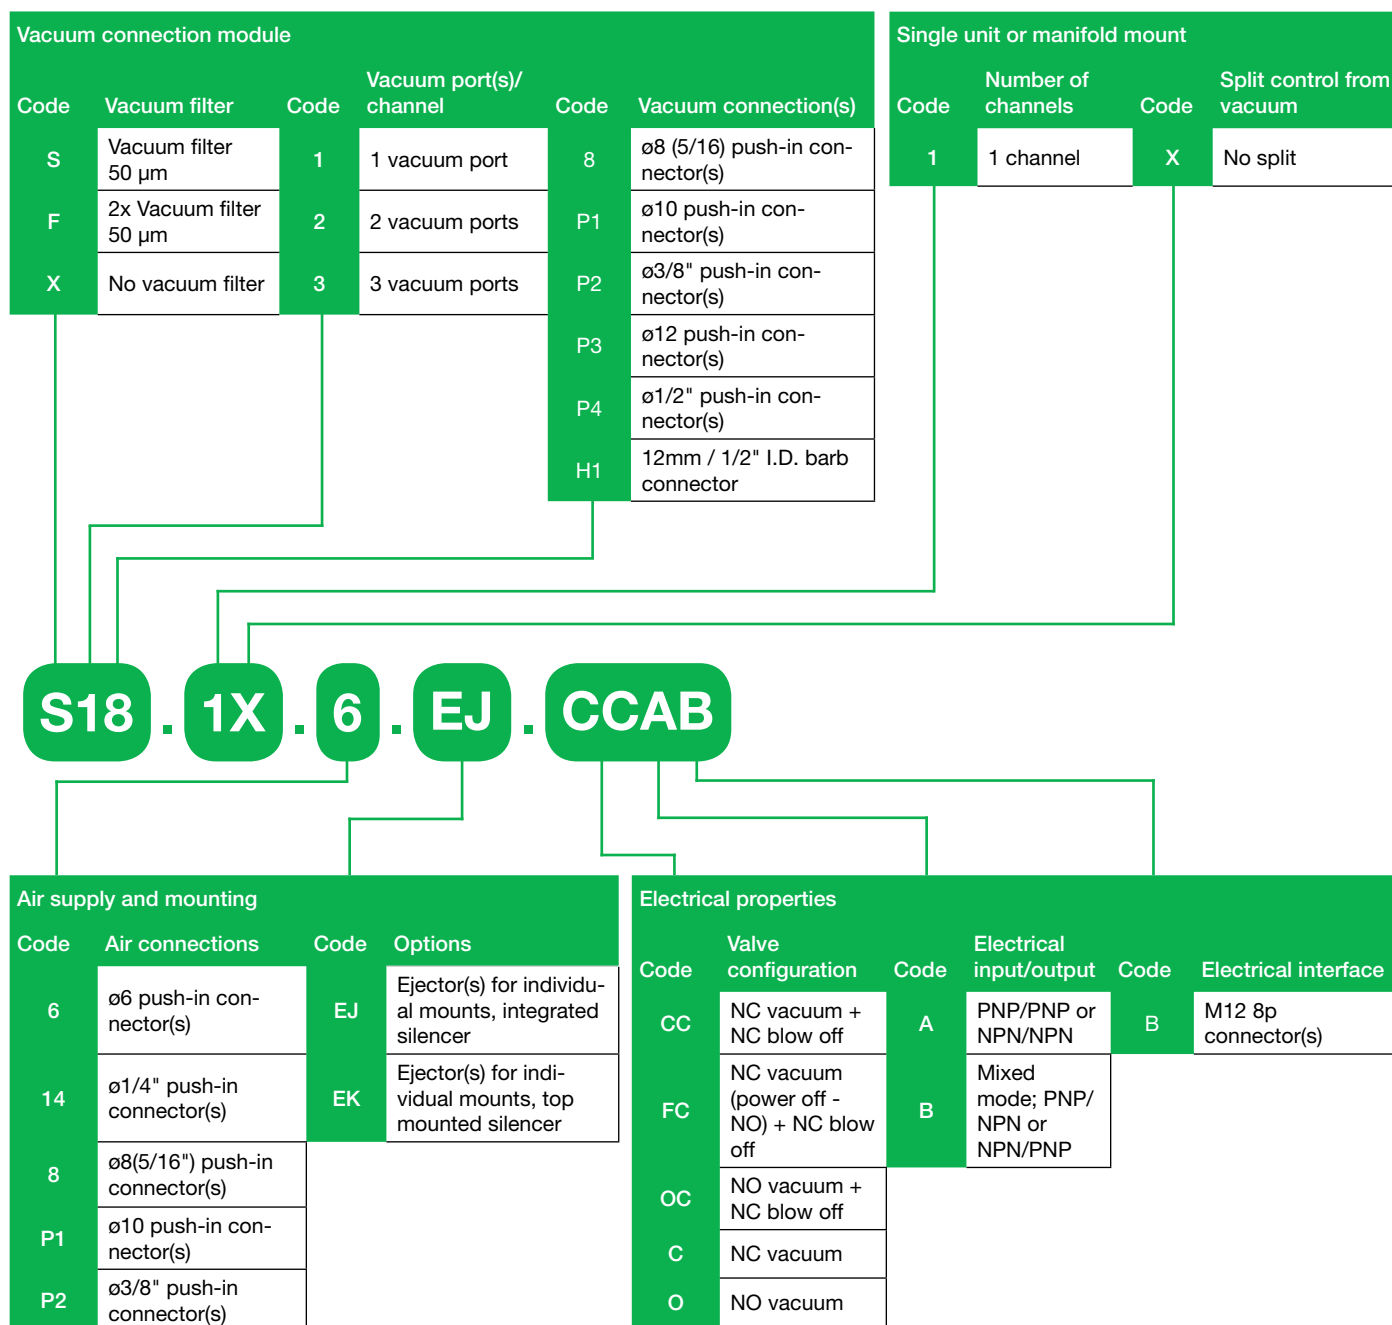 Vacuum connection module
Code
Vacuum filter
Code
Vacuum port(s)/
channel
Code
Vacuum connection(s)
S
Vacuum filter
50 µm
1
1 vacuum port
8
ø8 (5/16) push-in con-
nector(s)
F
2x Vacuum filter
50 µm
2
2 vacuum ports
P1
ø10 push-in con-
nector(s)
X
No vacuum filter
3
3 vacuum ports
P2
ø3/8" push-in con-
nector(s)
P3
ø12 push-in con-
nector(s)
P4
ø1/2" push-in con-
nector(s)
H1
12mm / 1/2" I.D. barb
connector
Single unit or manifold mount
Code
Number of
channels
Code
Split control from
vacuum
1
1 channel
X
No split
S18 . 1X . 6 . EJ . CCAB
Air supply and mounting
Code
Air connections
Code
Options
6
ø6 push-in con-
nector(s)
EJ
Ejector(s) for individu-
al mounts, integrated
silencer
14
ø1/4" push-in
connector(s)
EK
Ejector(s) for indi-
vidual mounts, top
mounted silencer
8
ø8(5/16") push-in
connector(s)
P1
ø10 push-in con-
nector(s)
P2
ø3/8" push-in
connector(s)
Electrical properties
Code
Valve
configuration
Code
Electrical
input/output
Code
Electrical interface
CC
NC vacuum +
NC blow off
A
PNP/PNP or
NPN/NPN
B
M12 8p
connector(s)
FC
NC vacuum
(power off -
NO) + NC blow
off
B
Mixed
mode; PNP/
NPN or
NPN/PNP
OC
NO vacuum +
NC blow off
C
NC vacuum
O
NO vacuum